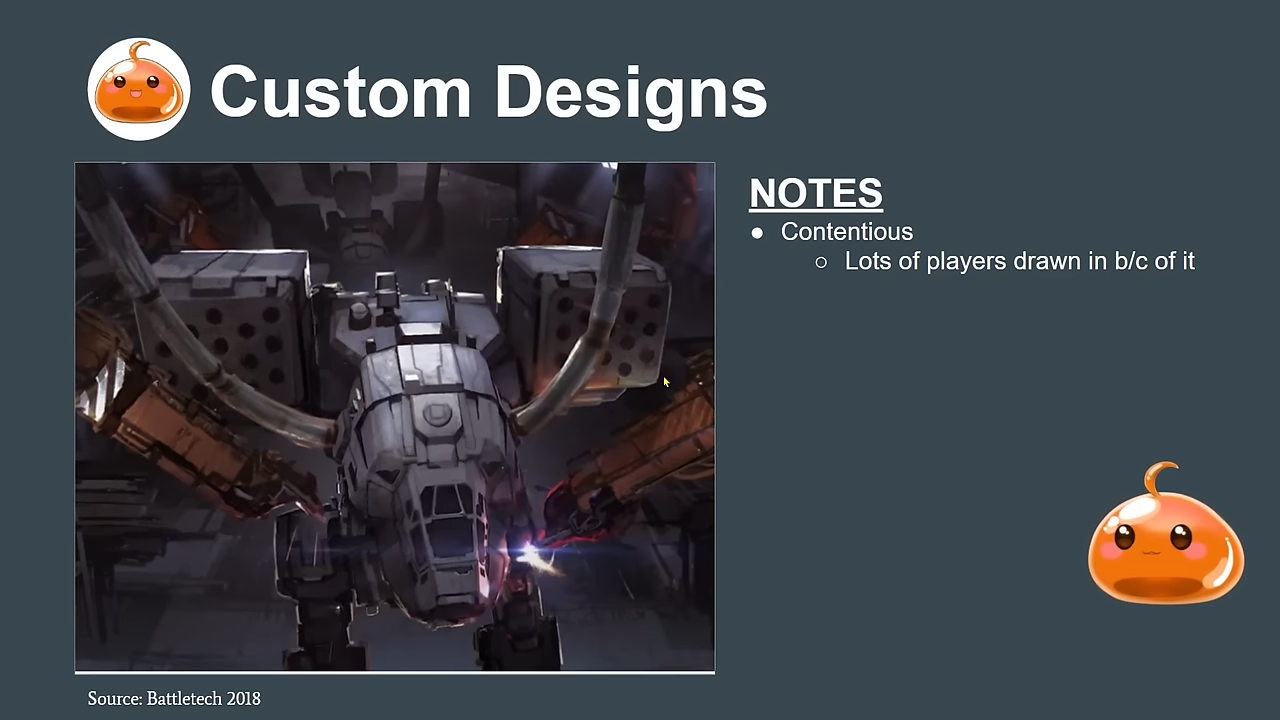 Custom Designs
NOTES
● Contentious
○ Lots of players drawn in b/c of it
Source: Battletech 2018